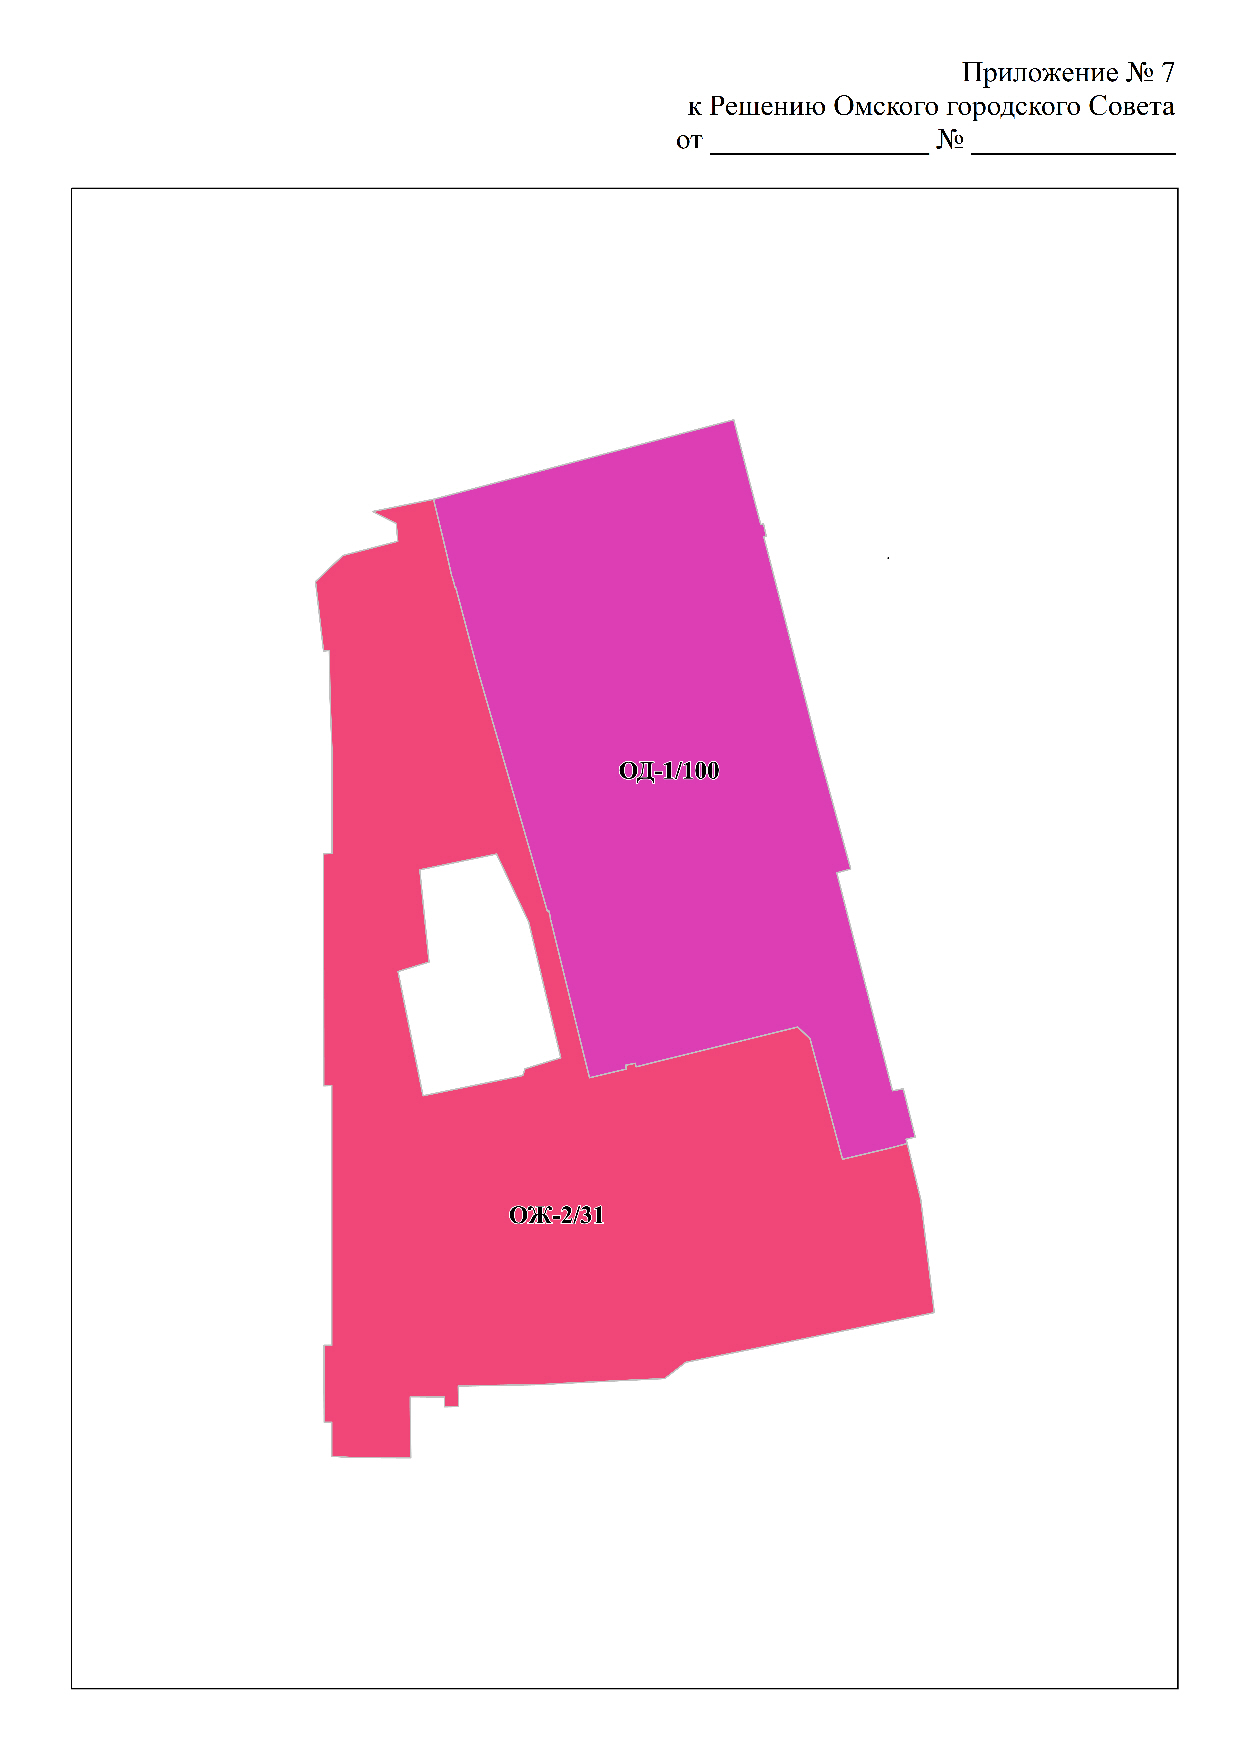 Приложение № 7
к Решению Омского городского Совета
от ________________ № _______________
ОД-1/100
ОЖ-2/31